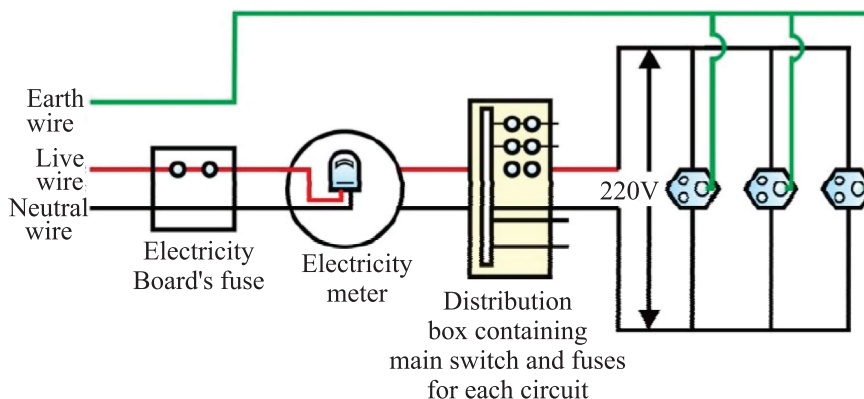 Earth
wire
Live
wire
Neutral
wire
Electricity
Board's fuse
Electricity
meter
Distribution
box containing
main switch and fuses
for each circuit
220V